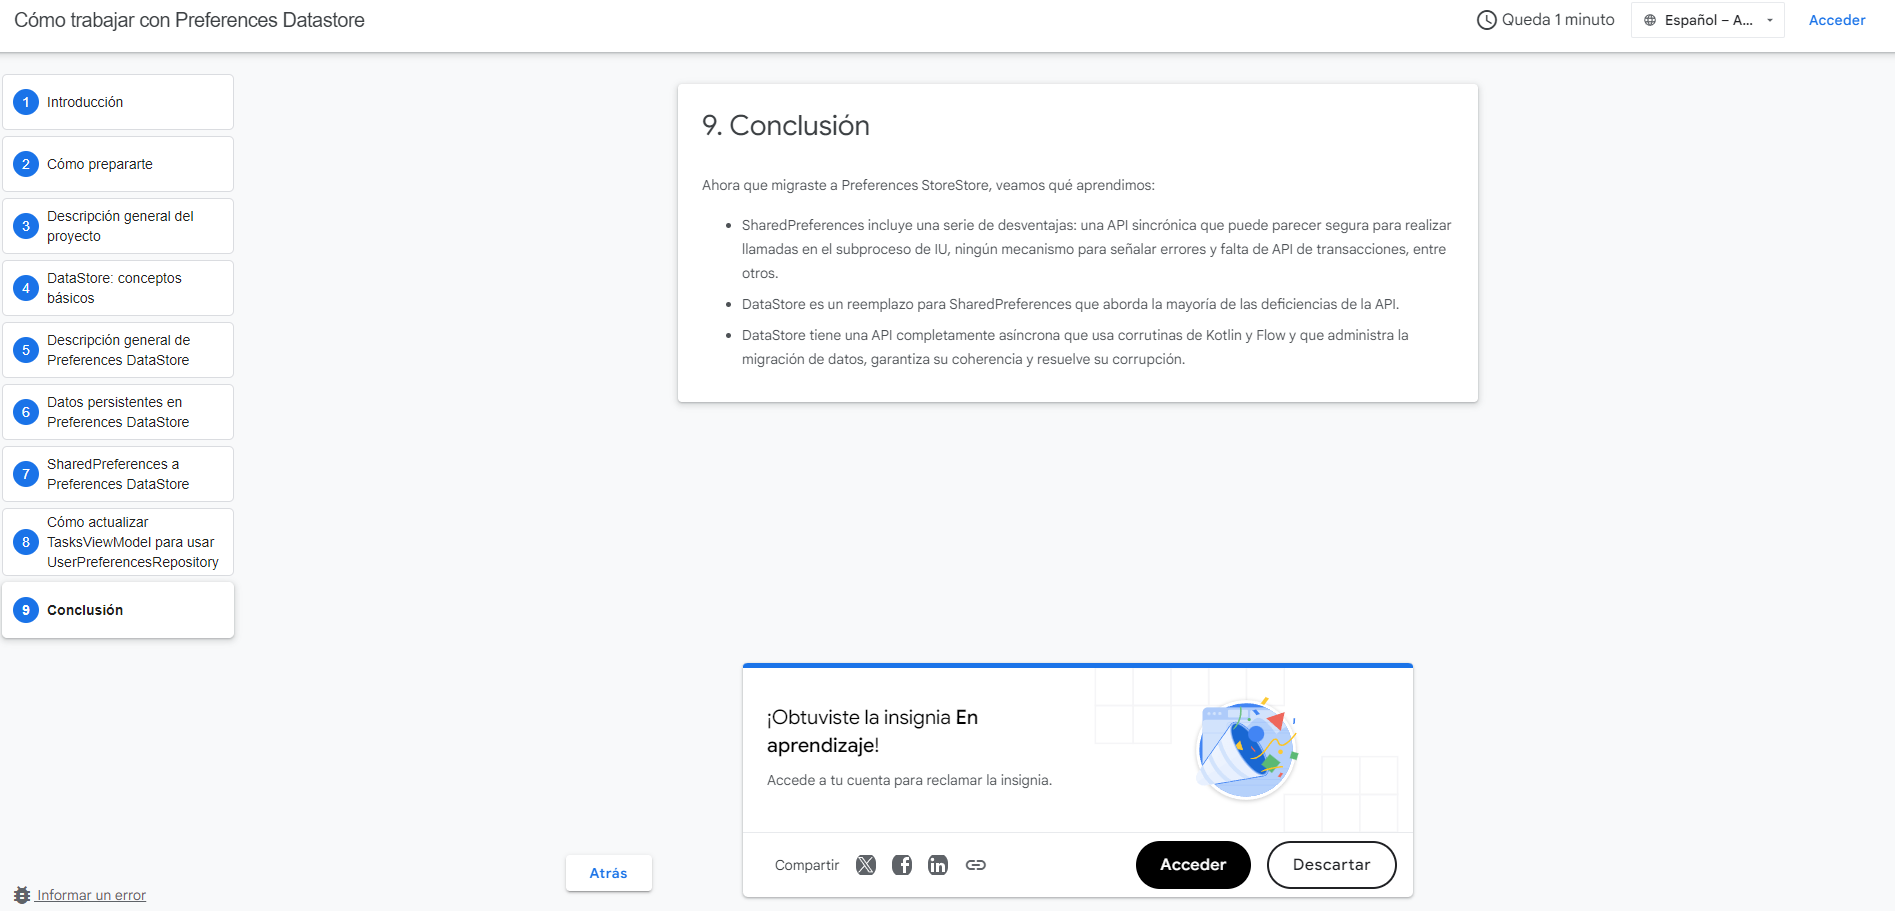 Cómo trabajar con Preferences Datastore
Queda 1 minuto
Español – A...
Acceder
1 Introducción
2 Cómo prepararte
3 Descripción general del
proyecto
4 DataStore: conceptos
básicos
5 Descripción general de
Preferences DataStore
6 Datos persistentes en
Preferences DataStore
7 SharedPreferences a
Preferences DataStore
8 Cómo actualizar
TasksViewModel para usar
UserPreferencesRepository
9 Conclusión
9. Conclusión
Ahora que migraste a Preferences StoreStore, veamos qué aprendimos:
• SharedPreferences incluye una serie de desventajas: una API sincrónica que puede parecer segura para realizar
llamadas en el subproceso de IU, ningún mecanismo para señalar errores y falta de API de transacciones, entre
otros.
• DataStore es un reemplazo para SharedPreferences que aborda la mayoría de las deficiencias de la API.
• DataStore tiene una API completamente asíncrona que usa corrutinas de Kotlin y Flow y que administra la
migración de datos, garantiza su coherencia y resuelve su corrupción.
¡Obtuviste la insignia En
aprendizaje!
Accede a tu cuenta para reclamar la insignia.
Compartir
Acceder
Descartar
Atrás
Informar un error